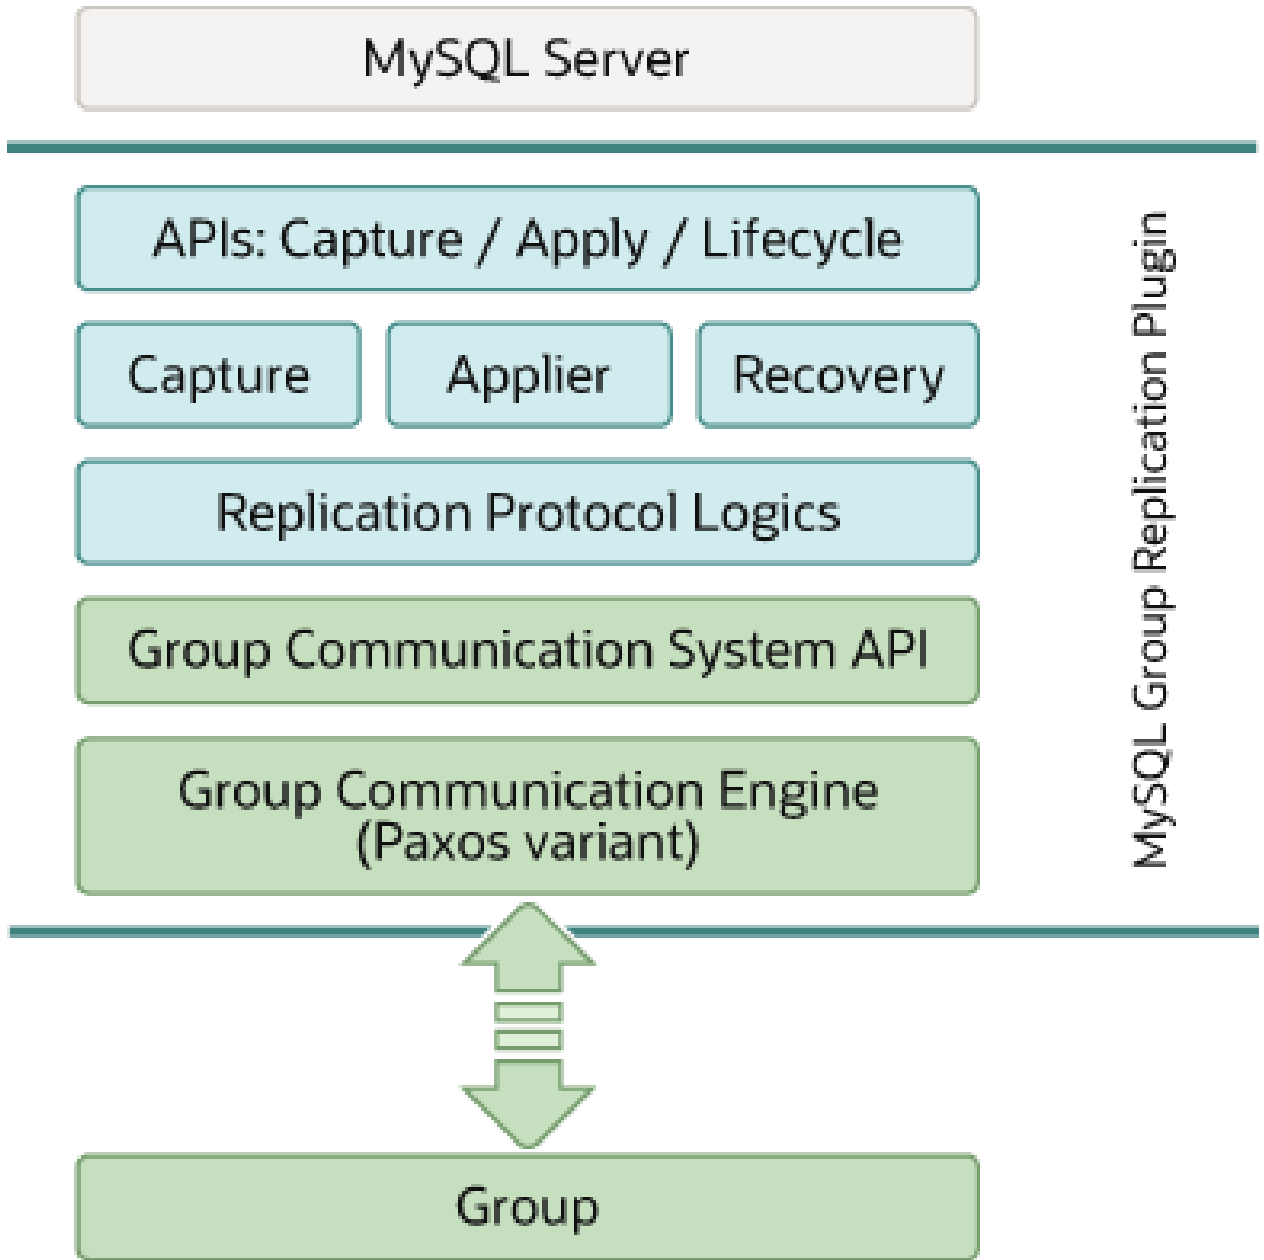 MySQL Server
APIs: Capture / Apply / Lifecycle
Capture
Applier
Recovery
Replication Protocol Logics
Group Communication System API
Group Communication Engine
(Paxos variant)
MySQL Group Replication Plugin
Group